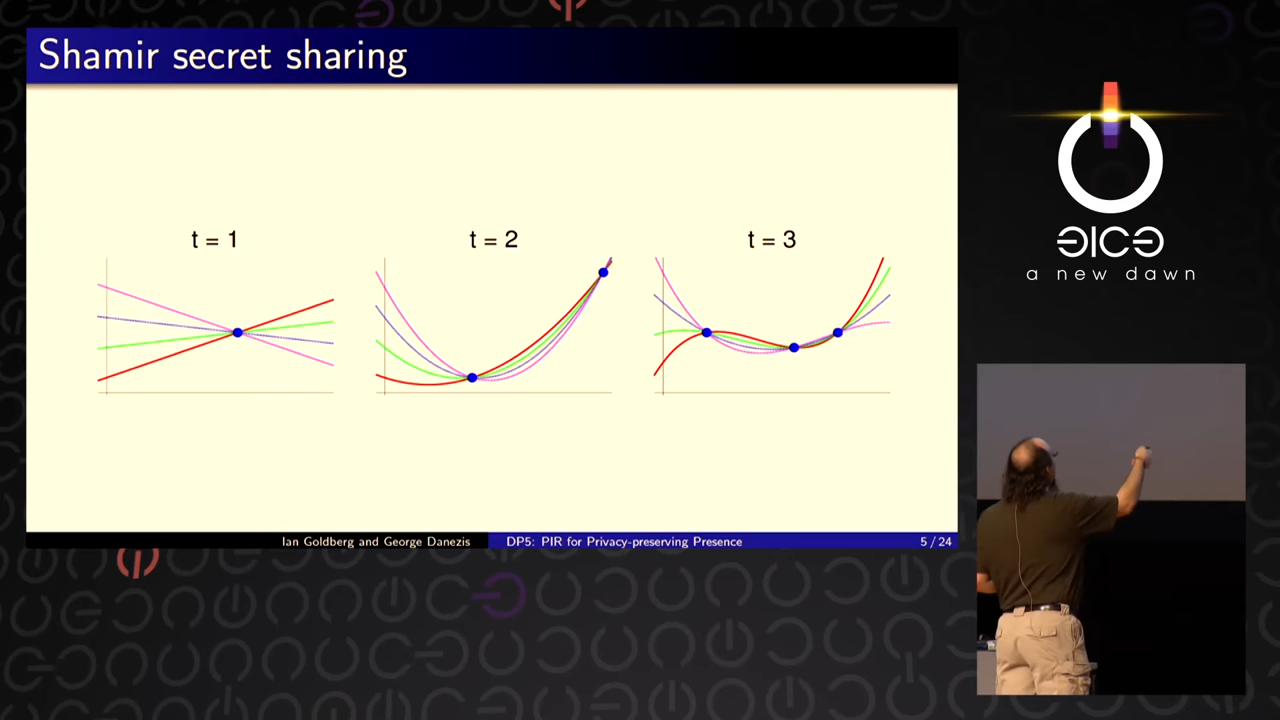 Shamir secret sharing
t = 1
t = 2
t = 3
Ian Goldberg and George Danezis
DP5: PIR for Privacy-preserving Presence
5 / 24
31C3
a new dawn